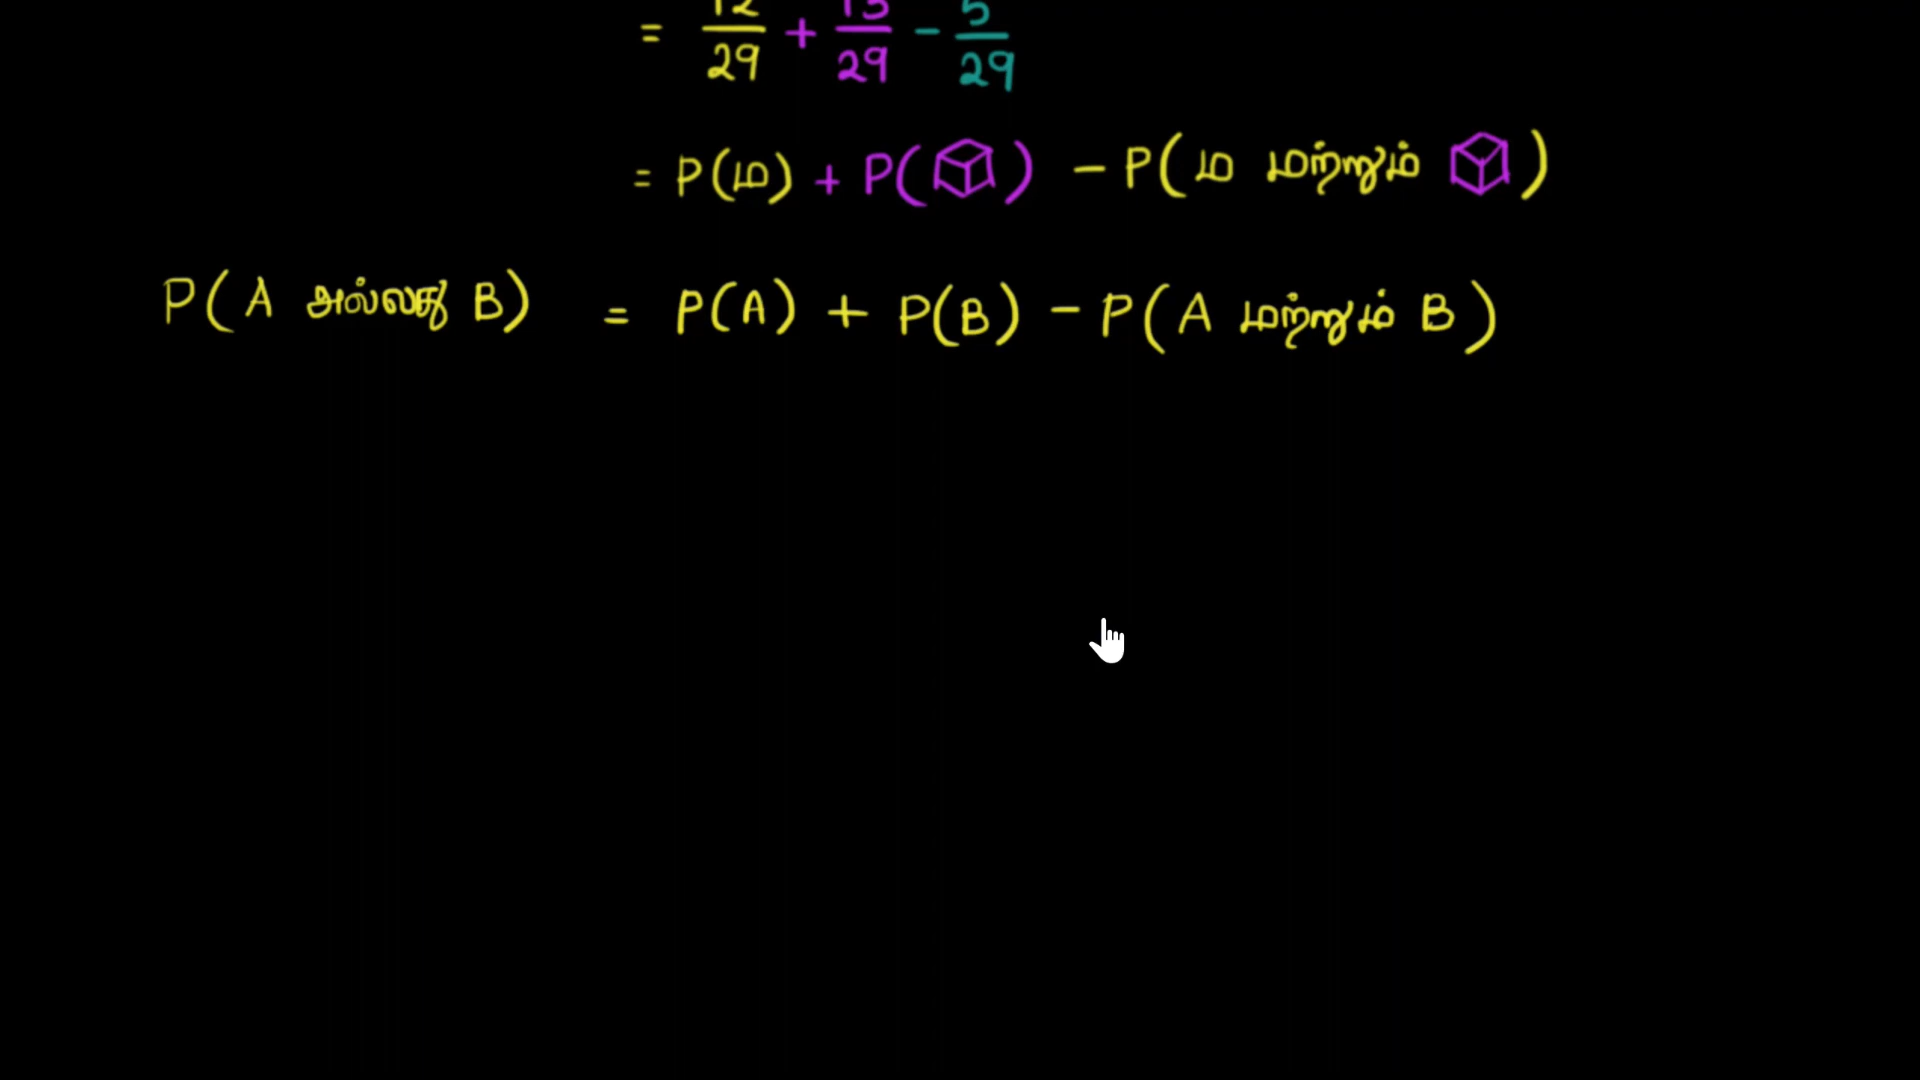 = 12/29 + 13/29 - 5/29
= P(ம) + P( ) - P(ம மற்றும் )
P(A அல்லது B) = P(A) + P(B) - P(A மற்றும் B)